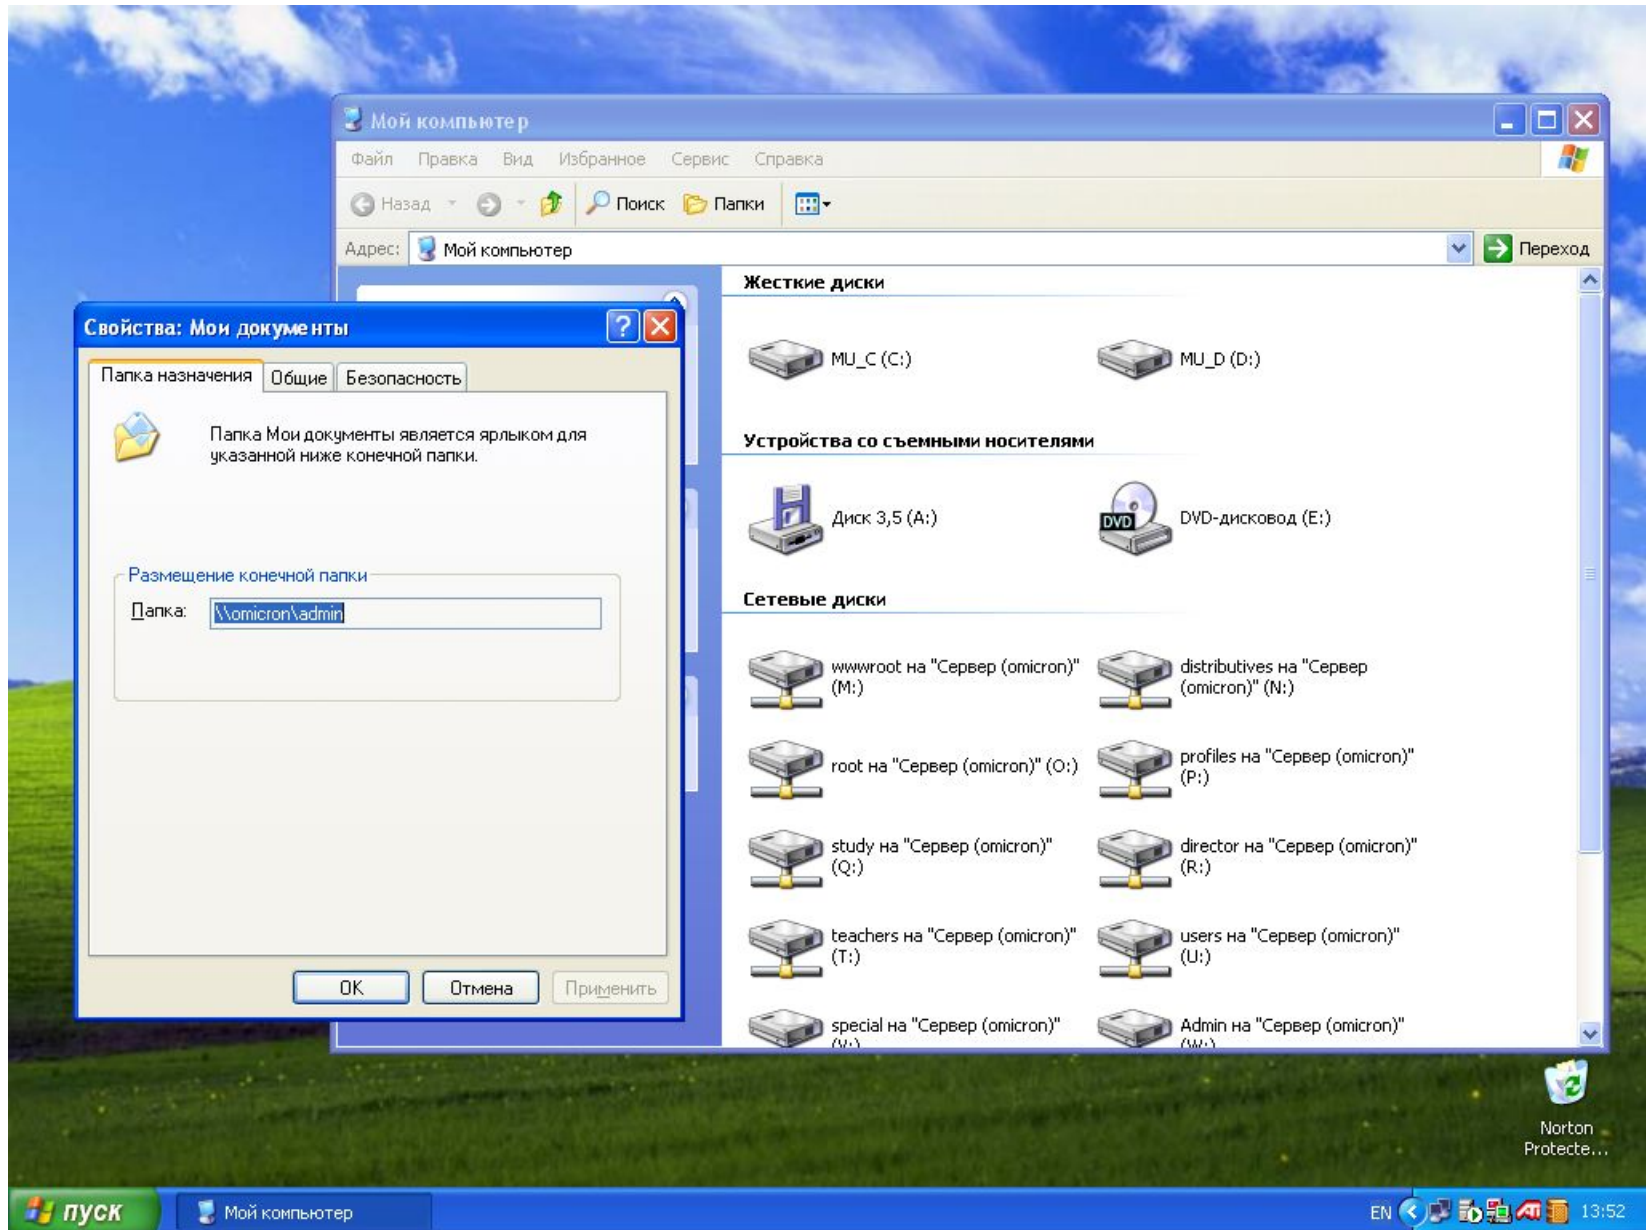 Мой компьютер
Файл Правка Вид Избранное Сервис Справка
Назад Поиск Папки
Адрес: Мой компьютер Переход
Жесткие диски
MU_C (C:) MU_D (D:)
Устройства со съемными носителями
Диск 3,5 (A:) DVD-дисковод (E:)
DVD
Сетевые диски
wwwroot на "Сервер (omicron)" (M:)
distributives на "Сервер
(omicron)" (N:)
root на "Сервер (omicron)" (O:)
profiles на "Сервер (omicron)"
(P:)
study на "Сервер (omicron)"
(Q:)
director на "Сервер (omicron)"
(R:)
teachers на "Сервер (omicron)"
(T:)
users на "Сервер (omicron)"
(U:)
special на "Сервер (omicron)"
(V:)
Admin на "Сервер (omicron)"
(W:)
Свойства: Мои документы
Папка назначения Общие Безопасность
Папка Мои документы является ярлыком для
указанной ниже конечной папки.
Размещение конечной папки
Папка: \\omicron\admin
OK Отмена Применить
Norton
Protecte...
пуск Мой компьютер EN ATI 13:52